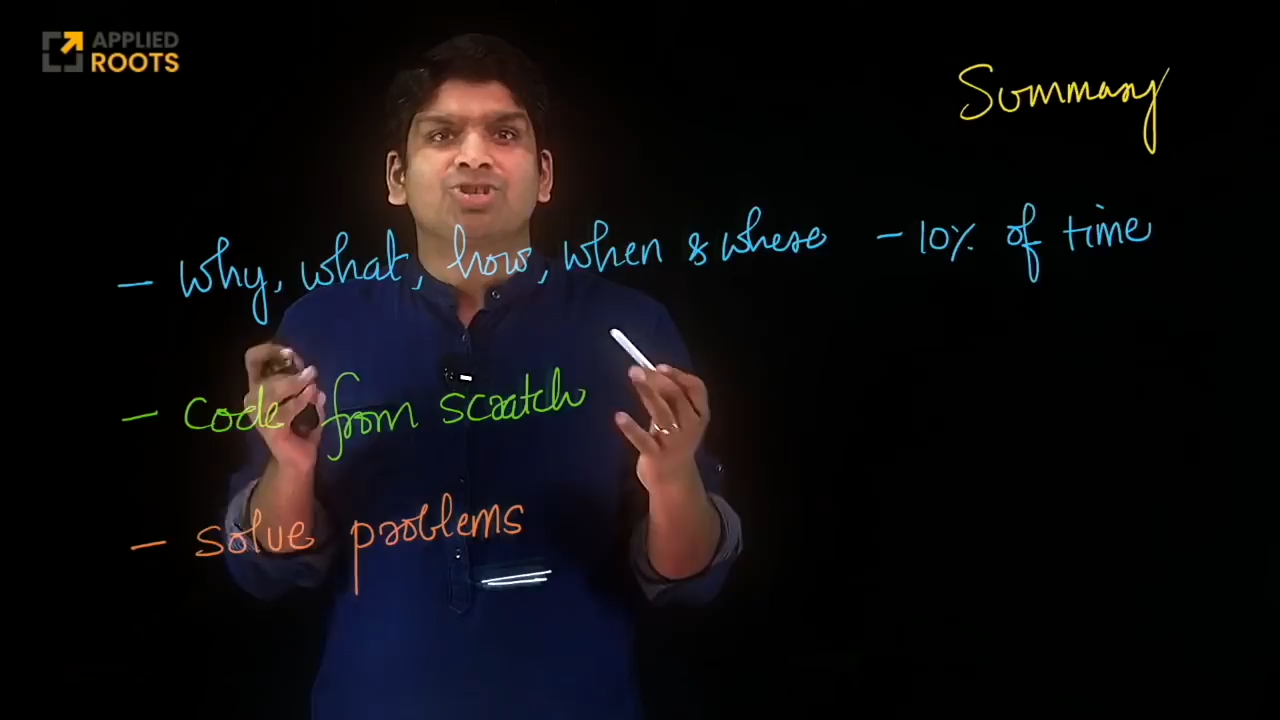 APPLIED
ROOTS
Summary
- why, what, how, when & where - 10% of time
- code from scratch
- solve problems